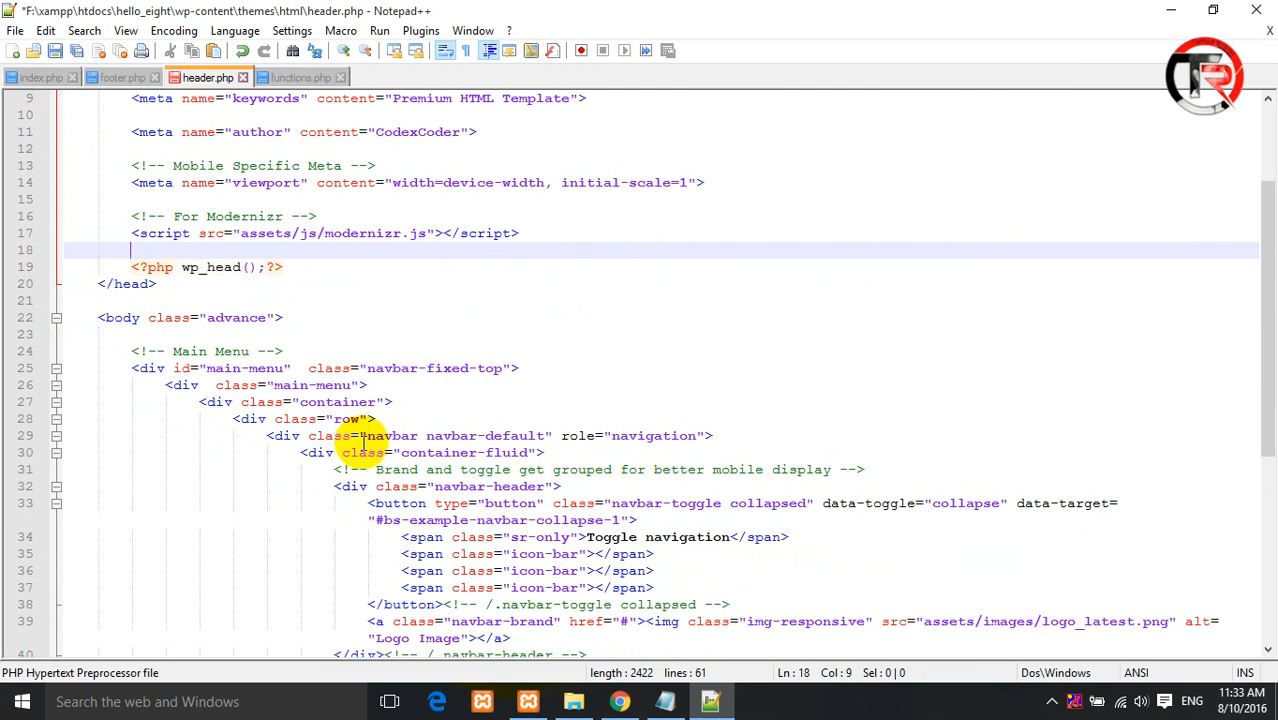 *F:\xampp\htdocs\hello_eight\wp-content\themes\html\header.php - Notepad++
File Edit Search View Encoding Language Settings Macro Run Plugins Window ? X
index.php footer.php header.php functions.php
TR
9 <meta name="keywords" content="Premium HTML Template">
10
11 <meta name="author" content="CodexCoder">
12
13 <!-- Mobile Specific Meta -->
14 <meta name="viewport" content="width=device-width, initial-scale=1">
15
16 <!-- For Modernizr -->
17 <script src="assets/js/modernizr.js"></script>
18
19 <?php wp_head();?>
20 </head>
21
22 <body class="advance">
23
24 <!-- Main Menu -->
25 <div id="main-menu"  class="navbar-fixed-top">
26 <div  class="main-menu">
27 <div class="container">
28 <div class="row">
29 <div class="navbar navbar-default" role="navigation">
30 <div class="container-fluid">
31 <!-- Brand and toggle get grouped for better mobile display -->
32 <div class="navbar-header">
33 <button type="button" class="navbar-toggle collapsed" data-toggle="collapse" data-target=
"#bs-example-navbar-collapse-1">
34 <span class="sr-only">Toggle navigation</span>
35 <span class="icon-bar"></span>
36 <span class="icon-bar"></span>
37 <span class="icon-bar"></span>
38 </button><!-- /.navbar-toggle collapsed -->
39 <a class="navbar-brand" href="#"><img class="img-responsive" src="assets/images/logo_latest.png" alt=
"Logo Image"></a>
40 </div><!-- /.navbar-header -->
PHP Hypertext Preprocessor file length : 2422 lines : 61 Ln : 18 Col : 9 Sel : 0 | 0 Dos\Windows ANSI INS
Search the web and Windows ENG 11:33 AM
8/10/2016